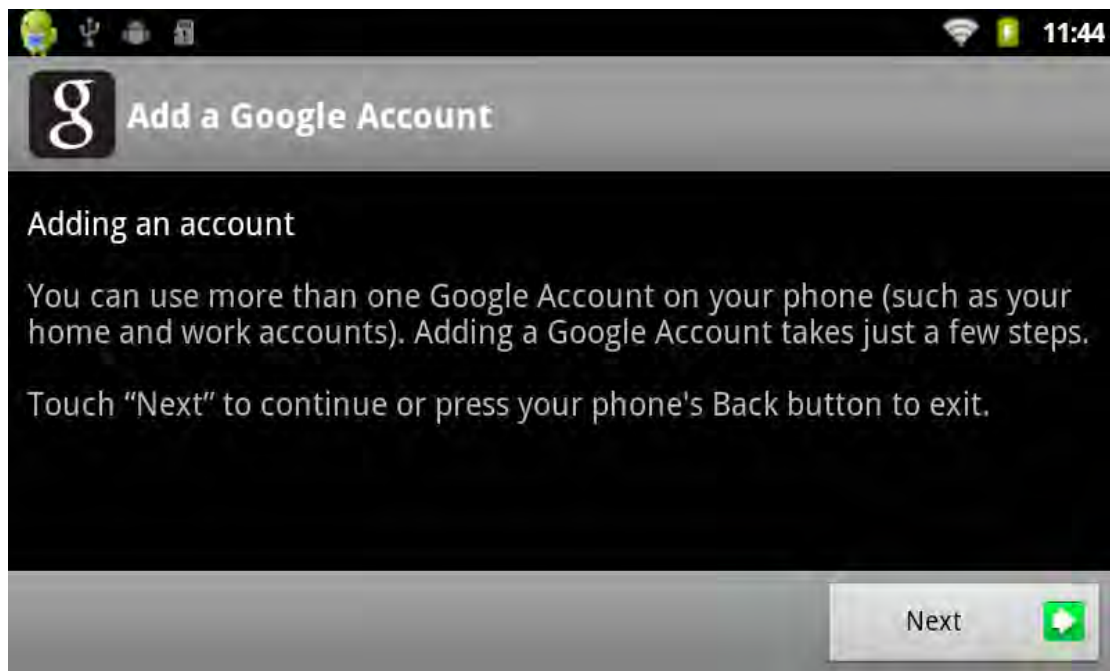 11:44
g Add a Google Account
Adding an account
You can use more than one Google Account on your phone (such as your
home and work accounts). Adding a Google Account takes just a few steps.
Touch “Next” to continue or press your phone's Back button to exit.
Next